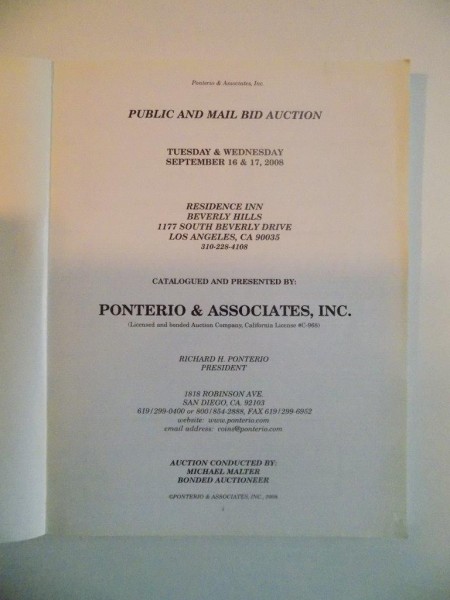 Ponterio & Associates, Inc.
PUBLIC AND MAIL BID AUCTION
TUESDAY & WEDNESDAY
SEPTEMBER 16 & 17, 2008
RESIDENCE INN
BEVERLY HILLS
1177 SOUTH BEVERLY DRIVE
LOS ANGELES, CA 90035
310-228-4108
CATALOGUED AND PRESENTED BY:
PONTERIO & ASSOCIATES, INC.
(Licensed and bonded Auction Company, California License #C-966)
RICHARD H. PONTERIO
PRESIDENT
1818 ROBINSON AVE.
SAN DIEGO, CA. 92103
619/299-0400 or 800/854-2888, FAX 619/299-6952
website: www.ponterio.com
email address: coins@ponterio.com
AUCTION CONDUCTED BY:
MICHAEL MALTER
BONDED AUCTIONEER
©PONTERIO & ASSOCIATES, INC., 2008.